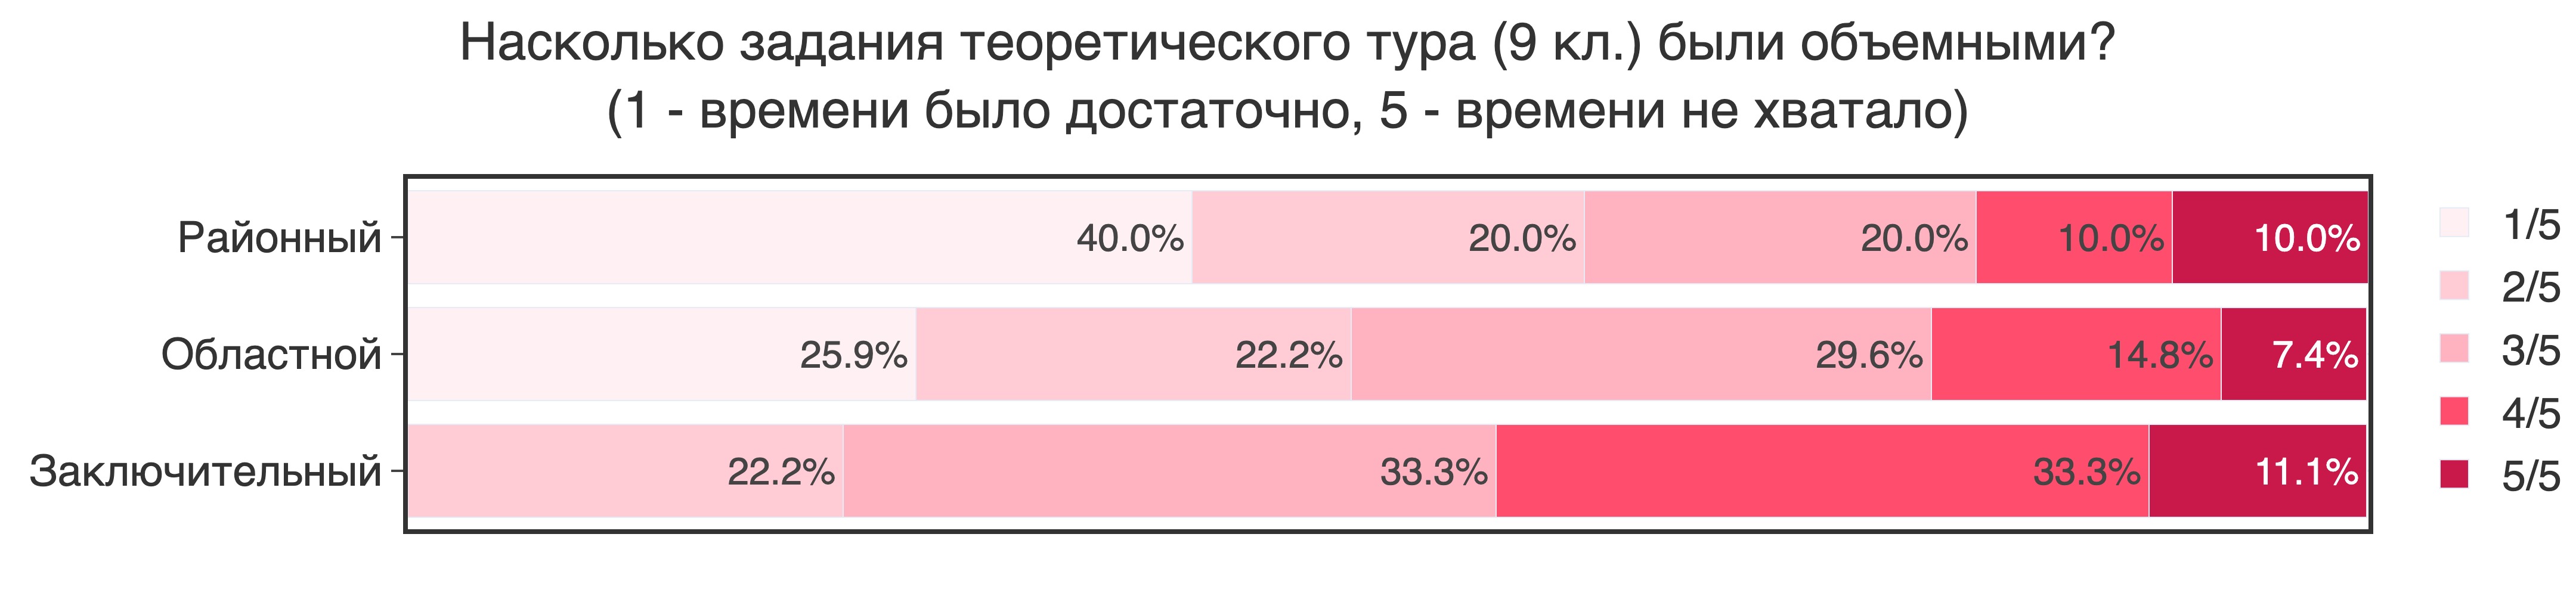 Насколько задания теоретического тура (9 кл.) были объемными?
(1 - времени было достаточно, 5 - времени не хватало)
Районный 40.0% 20.0% 20.0% 10.0% 10.0%
Областной 25.9% 22.2% 29.6% 14.8% 7.4%
Заключительный 22.2% 33.3% 33.3% 11.1%
1/5
2/5
3/5
4/5
5/5